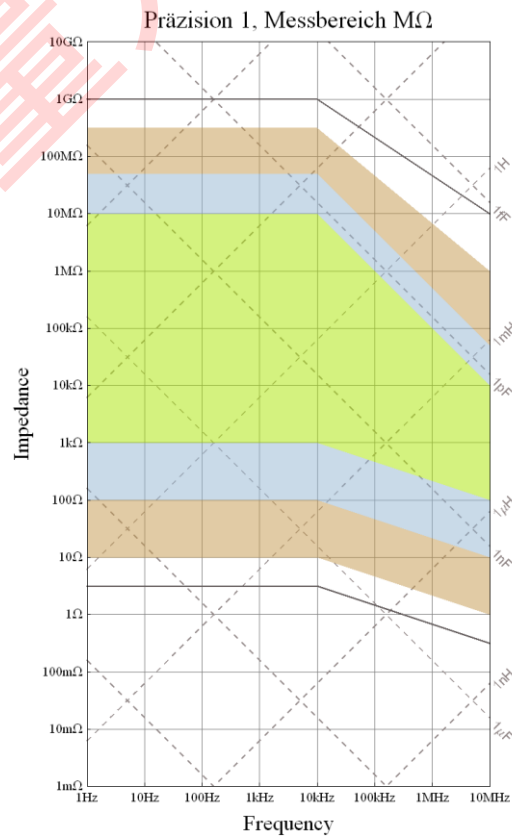 Präzision 1, Messbereich MΩ
10GΩ
1GΩ
100MΩ
10MΩ
1MΩ
100kΩ
10kΩ
1kΩ
100Ω
10Ω
1Ω
100mΩ
10mΩ
1mΩ
Impedance
1H
1fF
1mH
1pF
1μH
1nF
1nH
1μF
1Hz 10Hz 100Hz 1kHz 10kHz 100kHz 1MHz 10MHz
Frequency